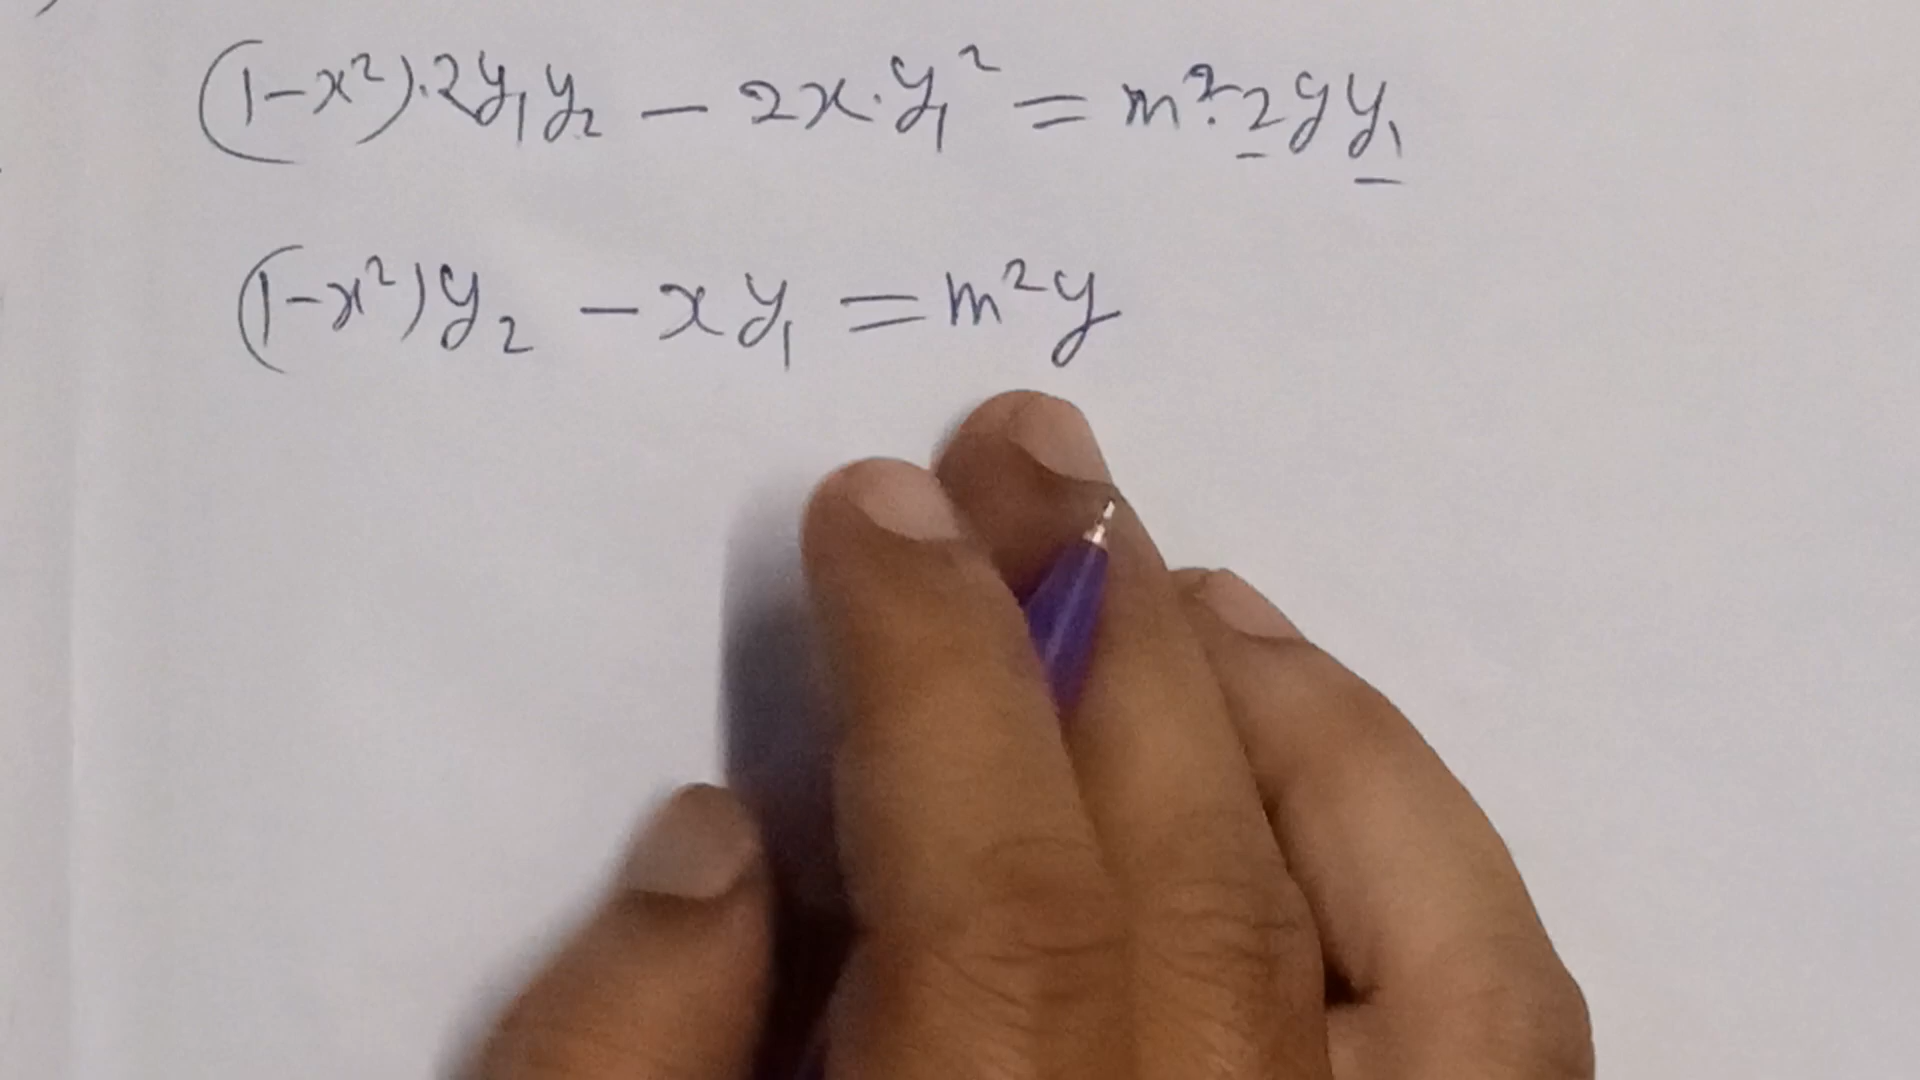 (1-x²).2y₁y₂ - 2x.y₁² = m².2yy₁
(1-x²)y₂ - xy₁ = m²y